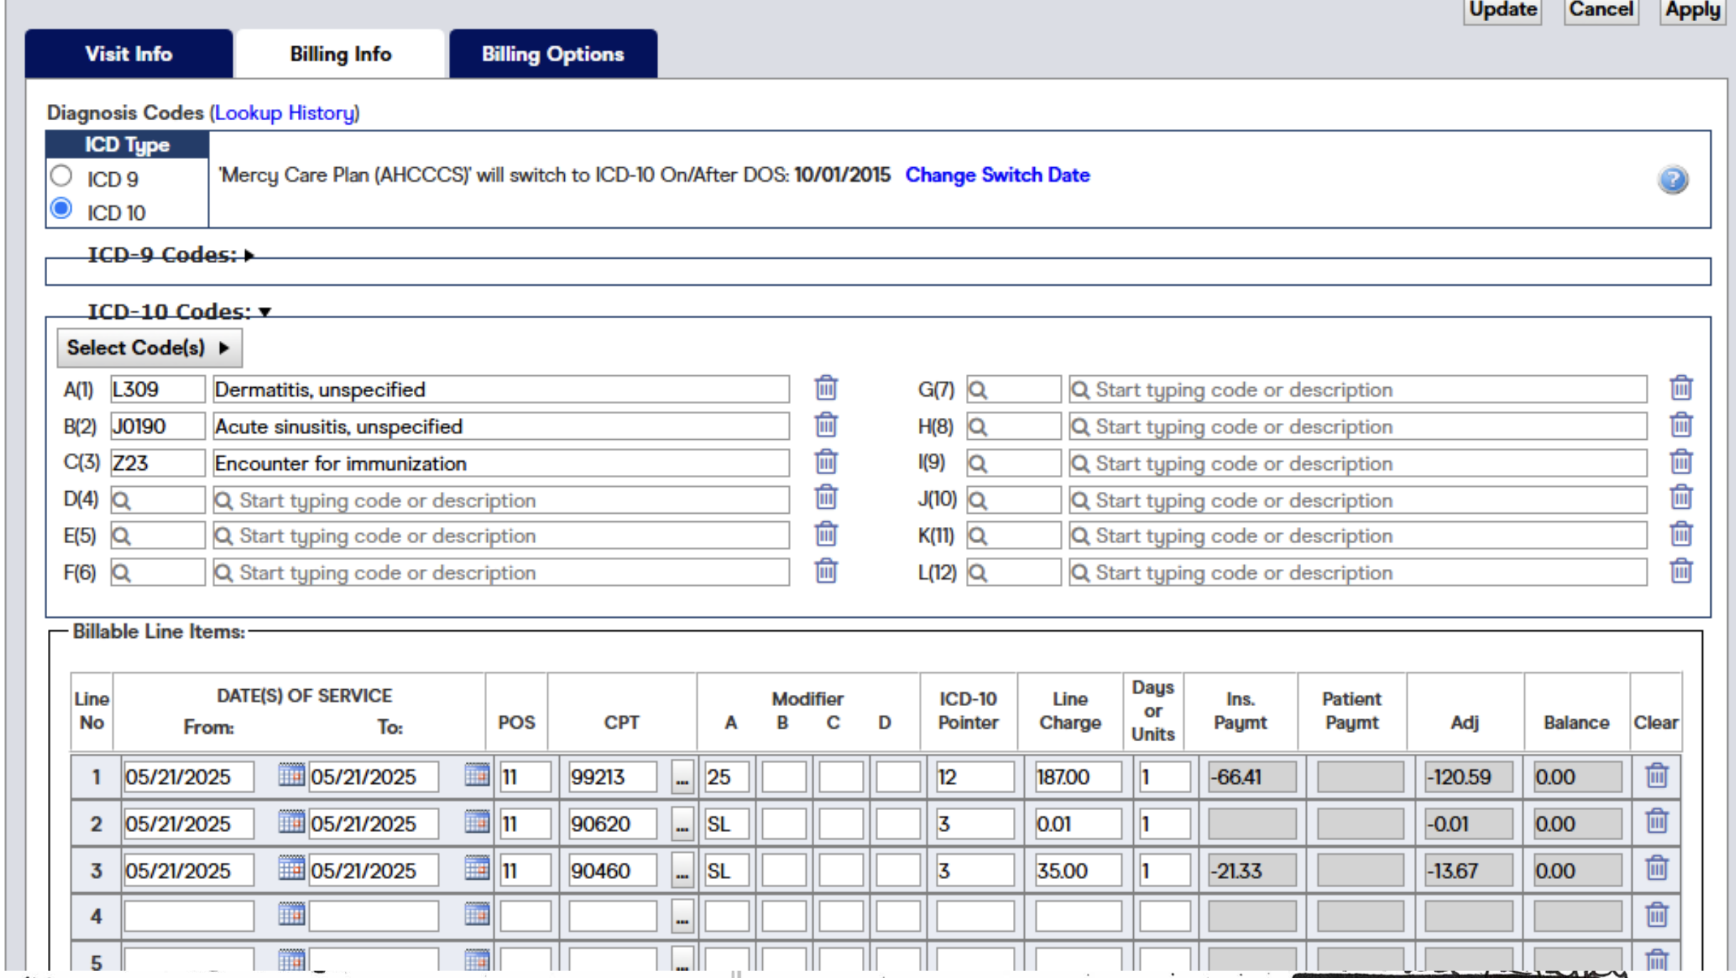 Update Cancel Apply
Visit Info Billing Info Billing Options
Diagnosis Codes (Lookup History)
ICD Type
ICD 9
ICD 10
'Mercy Care Plan (AHCCCS)' will switch to ICD-10 On/After DOS: 10/01/2015 Change Switch Date
?
ICD-9 Codes:
ICD-10 Codes:
Select Code(s)
A(1) L309 Dermatitis, unspecified G(7) Start typing code or description
B(2) J0190 Acute sinusitis, unspecified H(8) Start typing code or description
C(3) Z23 Encounter for immunization I(9) Start typing code or description
D(4) Start typing code or description J(10) Start typing code or description
E(5) Start typing code or description K(11) Start typing code or description
F(6) Start typing code or description L(12) Start typing code or description
Billable Line Items:
Line No DATE(S) OF SERVICE From: To: POS CPT Modifier A B C D ICD-10 Pointer Line Charge Days or Units Ins. Paymt Patient Paymt Adj Balance Clear
1 05/21/2025 05/21/2025 11 99213 ... 25 12 187.00 1 -66.41 -120.59 0.00
2 05/21/2025 05/21/2025 11 90620 ... SL 3 0.01 1 -0.01 0.00
3 05/21/2025 05/21/2025 11 90460 ... SL 3 35.00 1 -21.33 -13.67 0.00
4 ...
5